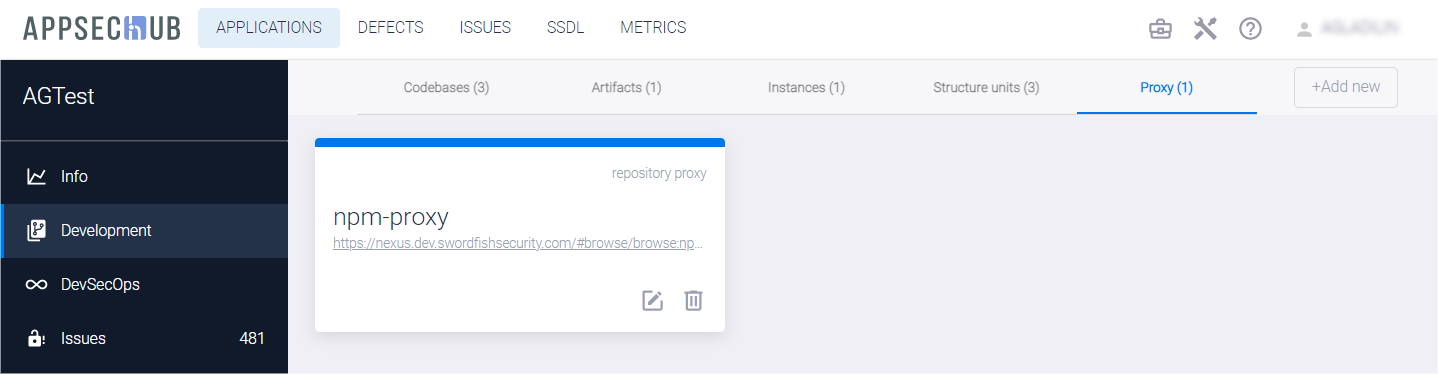 APPSECHUB APPLICATIONS DEFECTS ISSUES SSDL METRICS
AGTest
Codebases (3) Artifacts (1) Instances (1) Structure units (3) Proxy (1) +Add new
Info
Development
DevSecOps
Issues 481
repository proxy
npm-proxy
https://nexus.dev.swordfishsecurity.com/#browse/browse:np...